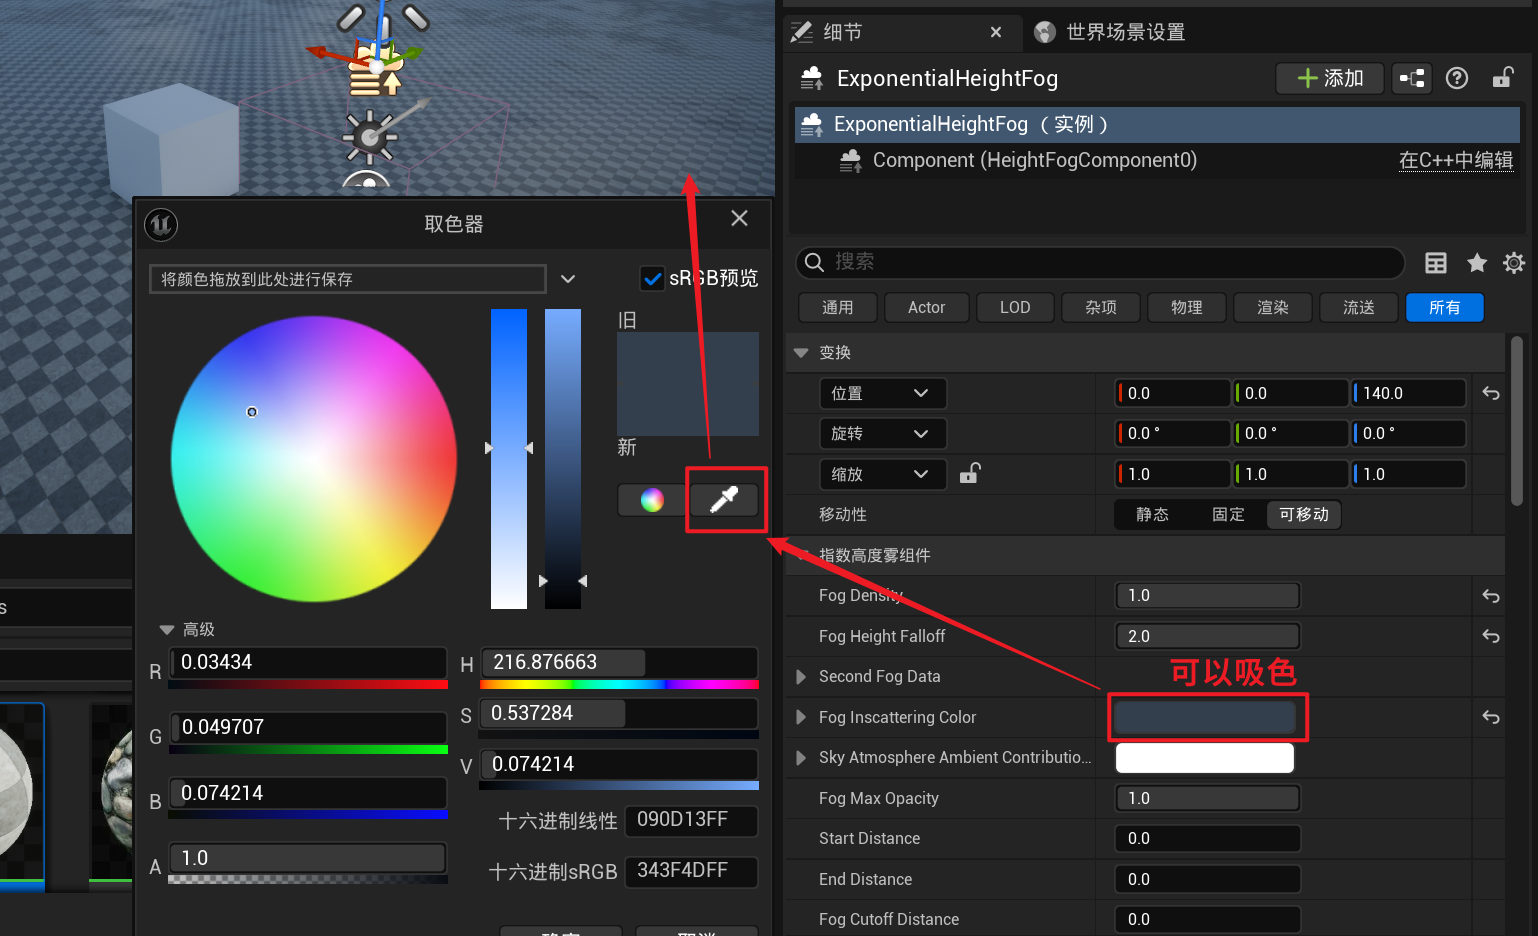 细节
世界场景设置
ExponentialHeightFog
添加
ExponentialHeightFog （实例）
Component (HeightFogComponent0)
在C++中编辑
搜索
通用
Actor
LOD
杂项
物理
渲染
流送
所有
变换
位置
0.0
0.0
140.0
旋转
0.0 °
0.0 °
0.0 °
缩放
1.0
1.0
1.0
移动性
静态
固定
可移动
指数高度雾组件
Fog Density
1.0
Fog Height Falloff
2.0
Second Fog Data
可以吸色
Fog Inscattering Color
Sky Atmosphere Ambient Contributio...
Fog Max Opacity
1.0
Start Distance
0.0
End Distance
0.0
Fog Cutoff Distance
0.0
取色器
将颜色拖放到此处进行保存
sRGB预览
旧
新
高级
R
0.03434
G
0.049707
B
0.074214
A
1.0
H
216.876663
S
0.537284
V
0.074214
十六进制线性
090D13FF
十六进制sRGB
343F4DFF
s